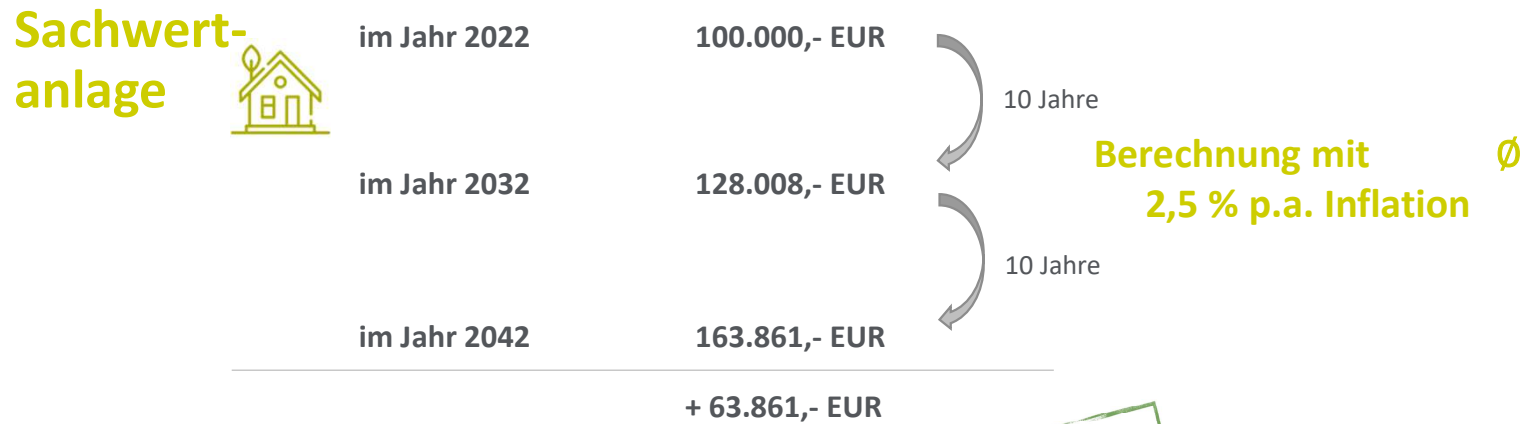 Sachwert-
anlage
im Jahr 2022 100.000,- EUR
10 Jahre
Berechnung mit Ø
2,5 % p.a. Inflation
im Jahr 2032 128.008,- EUR
10 Jahre
im Jahr 2042 163.861,- EUR
+ 63.861,- EUR